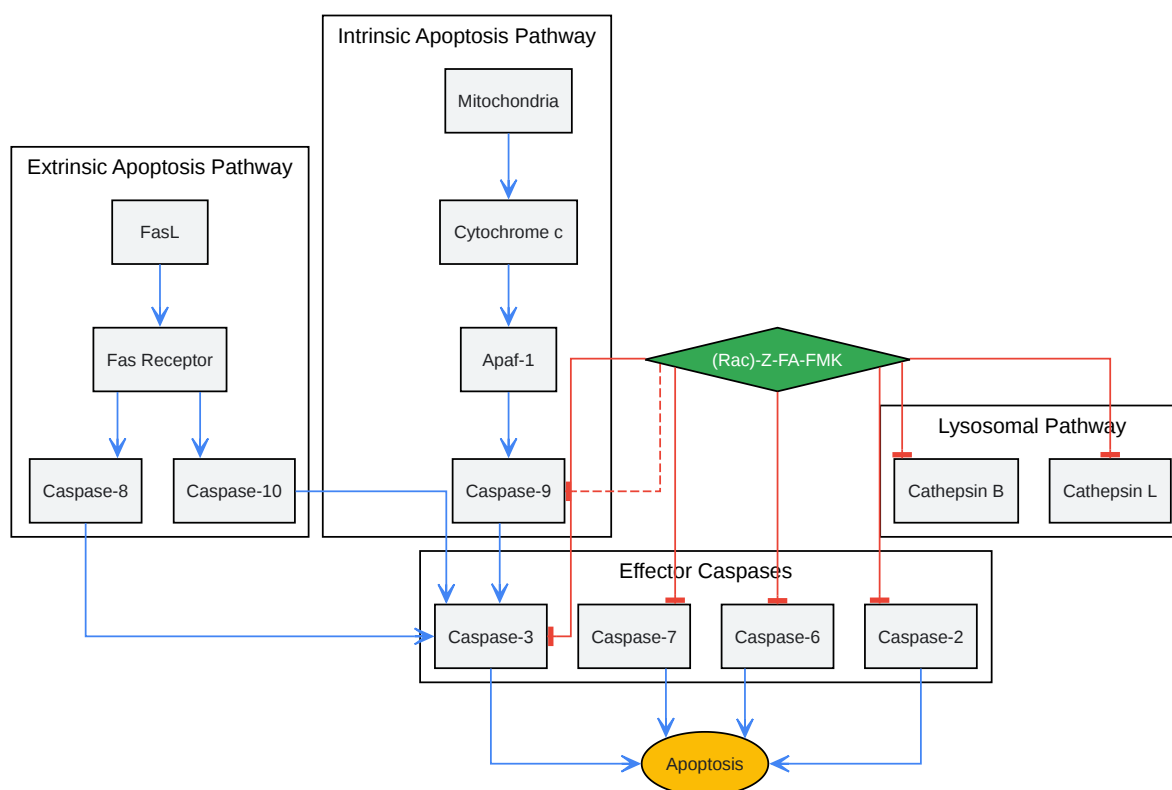 Intrinsic Apoptosis Pathway
Mitochondria
Extrinsic Apoptosis Pathway
FasL
Cytochrome c
Fas Receptor
Apaf-1
(Rac)-Z-FA-FMK
Lysosomal Pathway
Caspase-8
Caspase-10
Caspase-9
Cathepsin B
Cathepsin L
Effector Caspases
Caspase-3
Caspase-7
Caspase-6
Caspase-2
Apoptosis